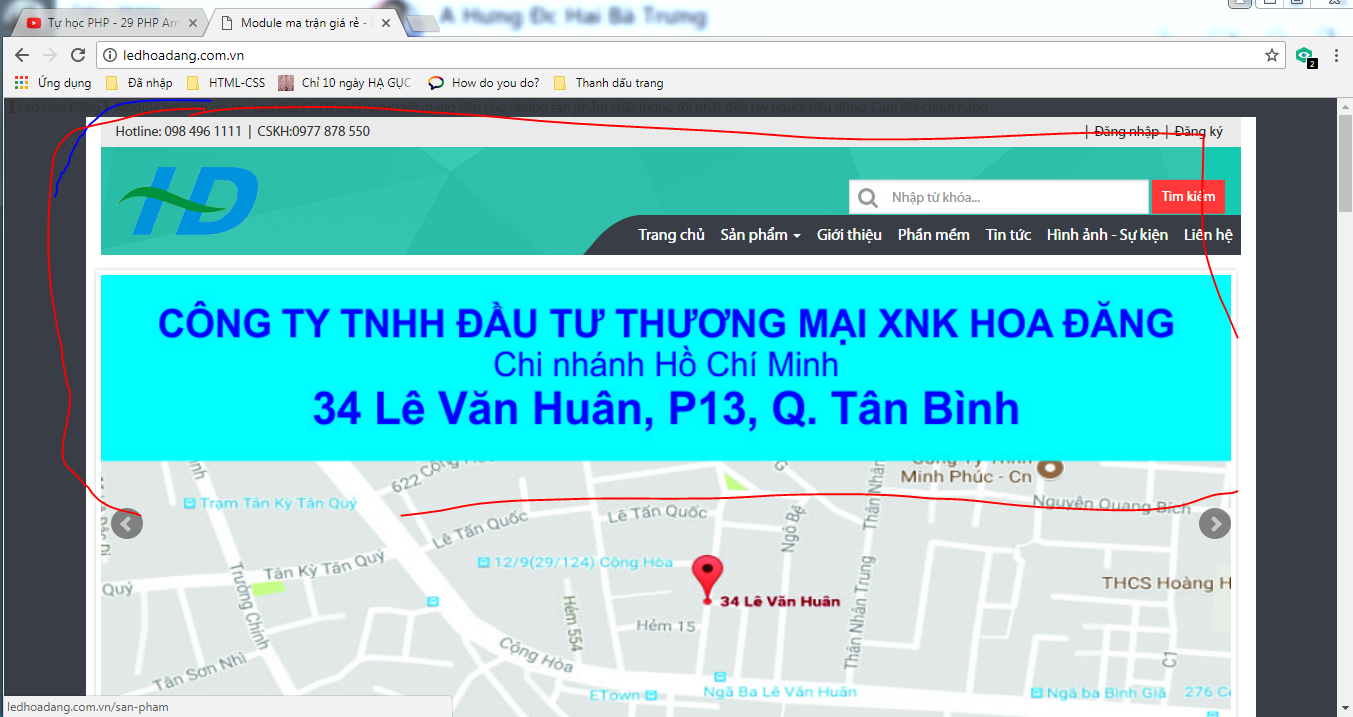 A Hưng Đc Hai Bà Trưng
Tự học PHP - 29 PHP Arr
Module ma trận giá rẻ -
ledhoadang.com.vn
2
Ứng dụng Đã nhập HTML-CSS Chỉ 10 ngày HẠ GỤC How do you do? Thanh dấu trang
mang đến cho những sản phẩm chất lượng tối nhất đến tay người tiêu dùng. Cam kết chính hãng
Hotline: 098 496 1111 | CSKH:0977 878 550
| Đăng nhập | Đăng ký
HD
Nhập từ khóa...
Tìm kiếm
Trang chủ Sản phẩm Giới thiệu Phần mềm Tin tức Hình ảnh - Sự kiện Liên hệ
CÔNG TY TNHH ĐẦU TƯ THƯƠNG MẠI XNK HOA ĐĂNG
Chi nhánh Hồ Chí Minh
34 Lê Văn Huân, P13, Q. Tân Bình
622 Cộng
Minh Phúc - Cn
Trạm Tân Kỳ Tân Quý
Nguyễn Quang Bích
Lê Tấn Quốc
Lê Tấn Quốc
Ngô Bệ
Thân Nhân
12/9(29/124) Cộng Hòa
Tân Kỳ Tân Quý
Quý
THCS Hoàng H
34 Lê Văn Huân
Trường Chinh
Hẻm 554
Hẻm 15
Thân Nhân Trung
Cộng Hòa
C1
Tân Sơn Nhì
ETown
Ngã Ba Lê Văn Huân
Ngã ba Bình Giã
276 C
ledhoadang.com.vn/san-pham